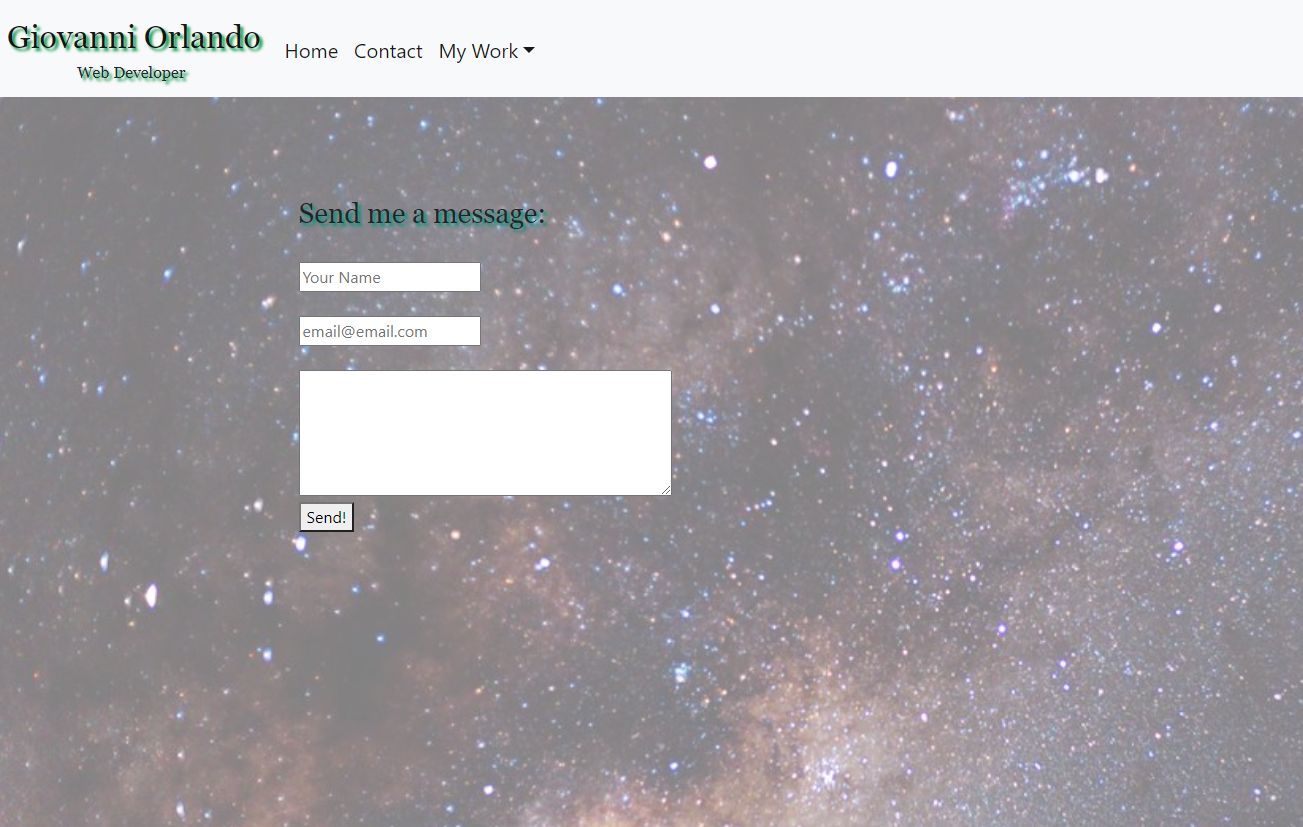 Giovanni Orlando
Web Developer
Home Contact My Work
Send me a message:
Your Name
email@email.com
Send!